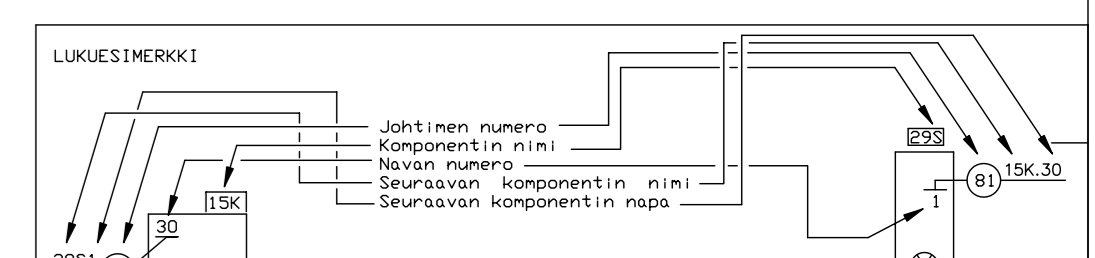 LUKUESIMERKKI
Johtimen numero
Komponentin nimi
Navan numero
Seuraavan komponentin nimi
Seuraavan komponentin napa
29S
15K.30
81
1
15K
30